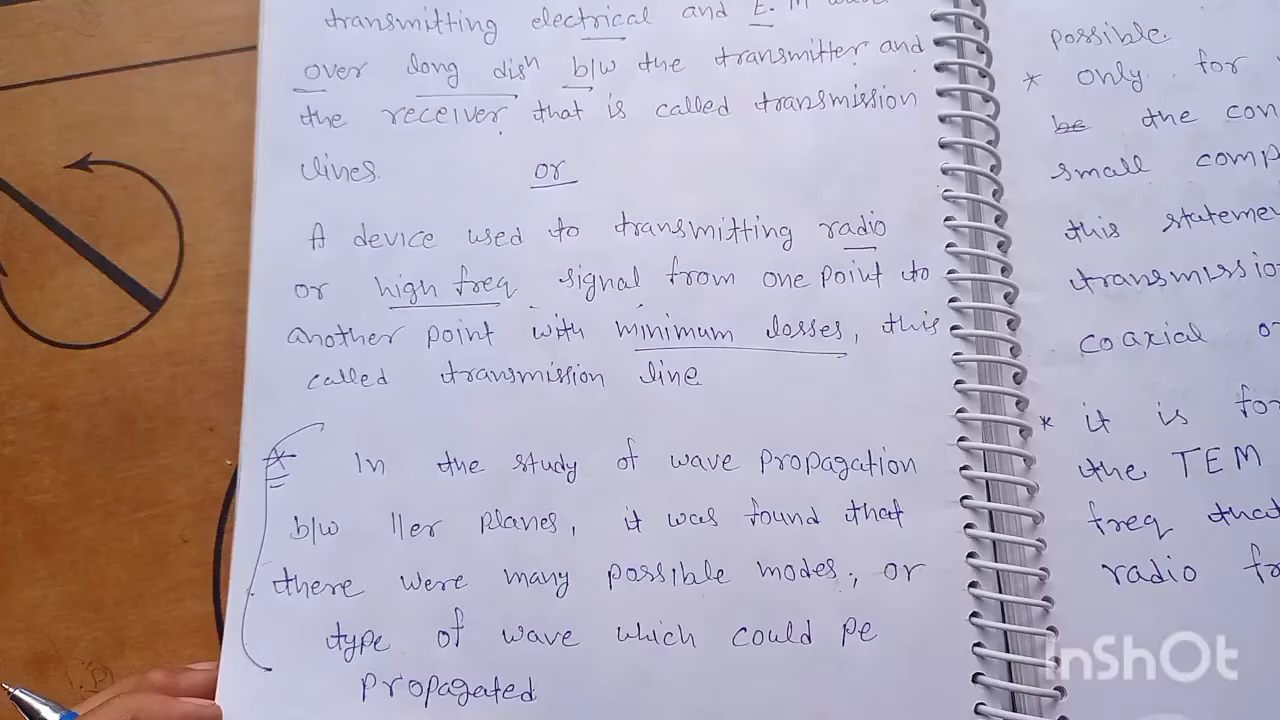 transmitting electrical and E. M wave
over long disⁿ b/w the transmitter and
the receiver, that is called transmission
lines.
or
A device used to transmitting radio
or high freq signal from one point to
another point with minimum losses, this
called transmission line
* In the study of wave propagation
b/w ller planes, it was found that
there were many possible modes, or
type of wave which could pe
propagated
possible.
* only for
be the con
small comp
this stateme
transmissio
coaxial o
* it is for
the TEM
freq that
radio fr
InShOt